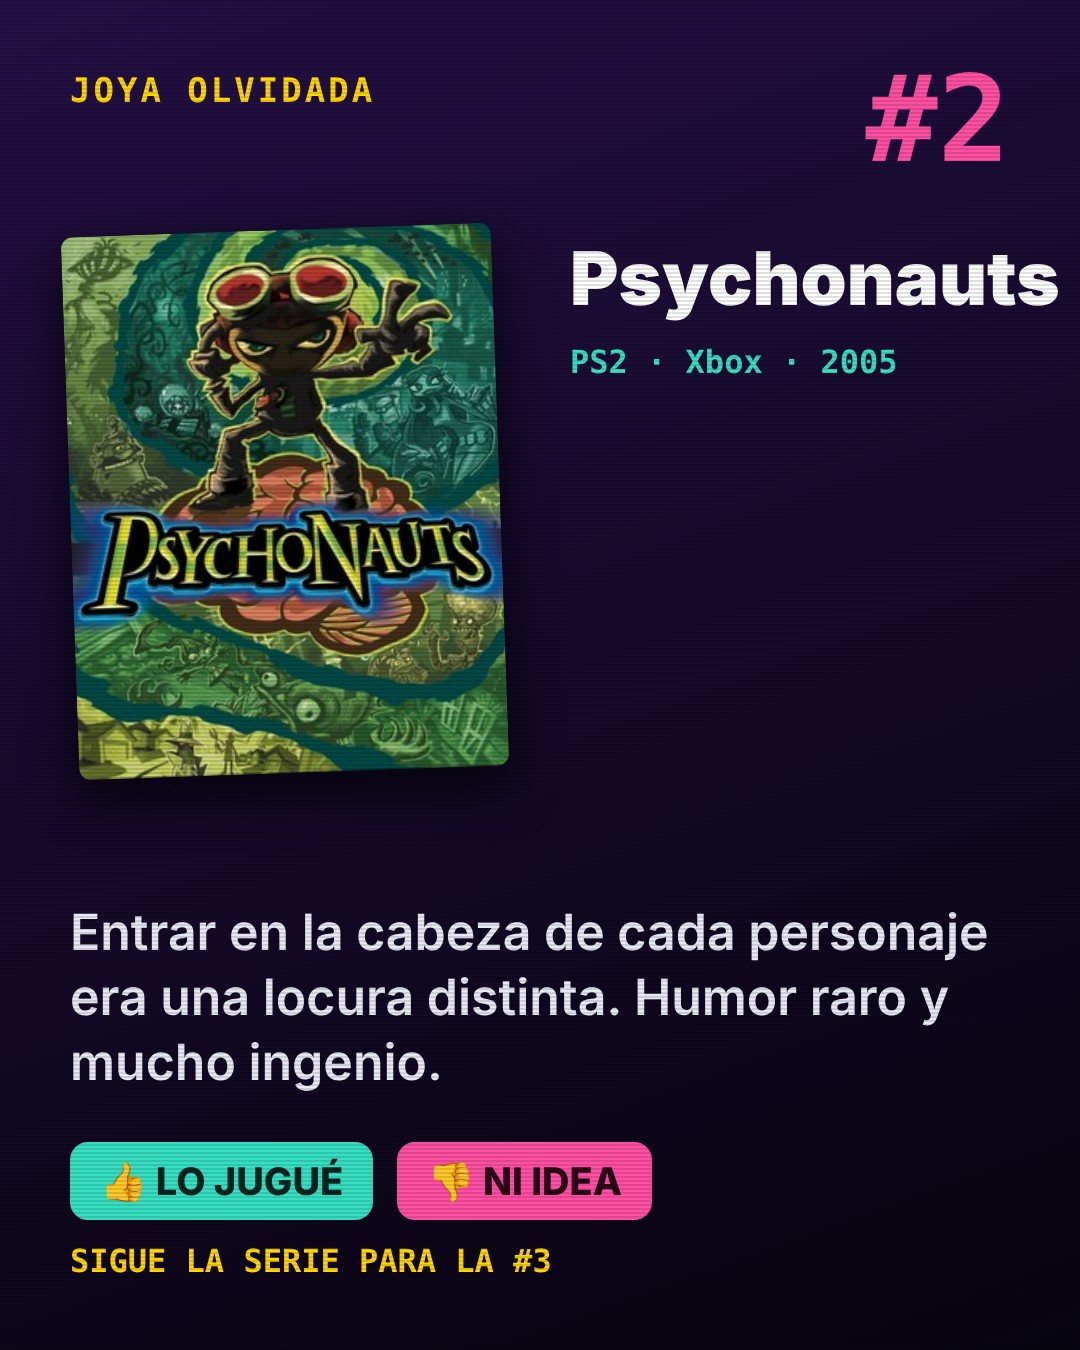 JOYA OLVIDADA
#2
Psychonauts
PS2 · Xbox · 2005
PSYCHONAUTS
Entrar en la cabeza de cada personaje
era una locura distinta. Humor raro y
mucho ingenio.
👍 LO JUGUÉ
👎 NI IDEA
SIGUE LA SERIE PARA LA #3